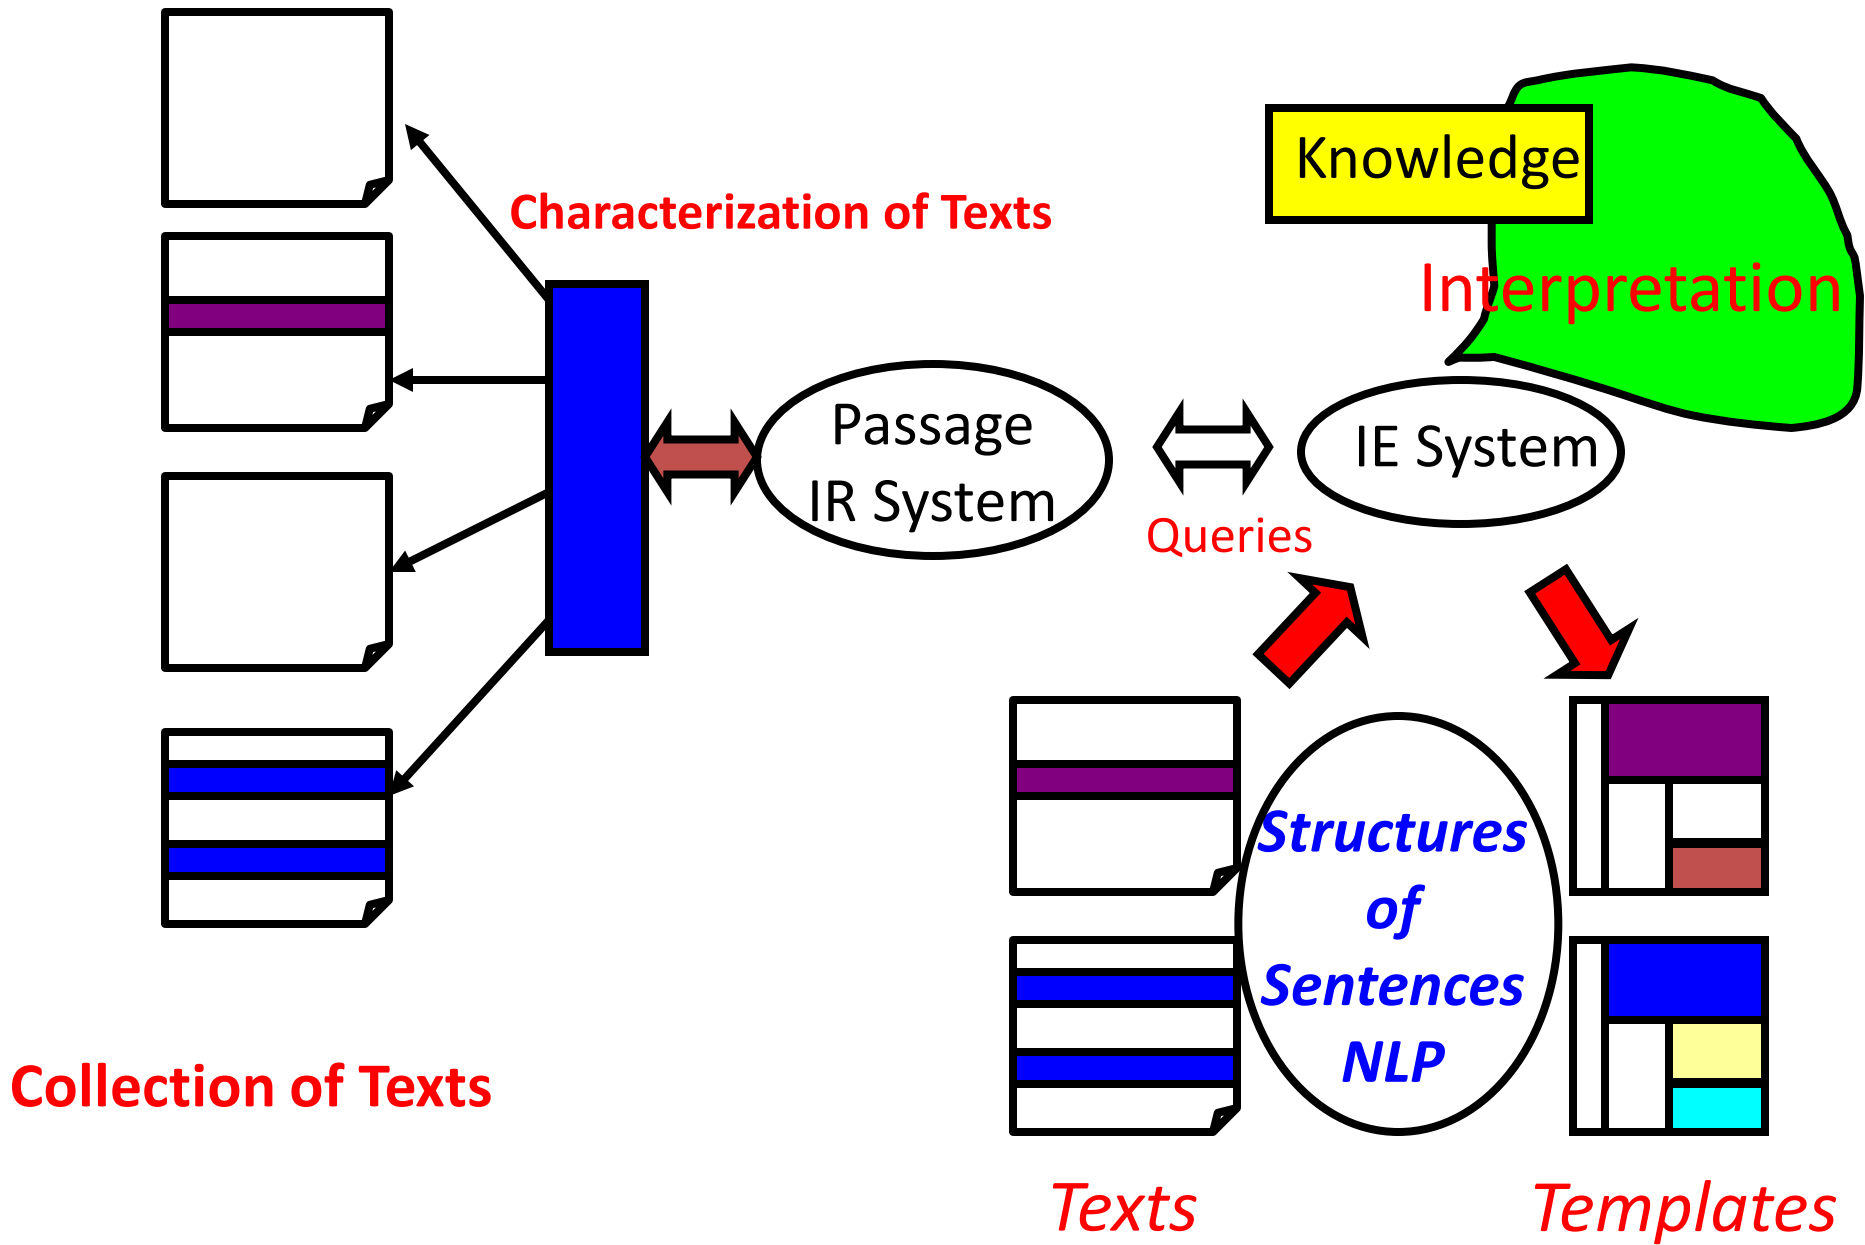 Knowledge
Characterization of Texts
Interpretation
Passage
IR System
IE System
Queries
Structures
of
Sentences
NLP
Collection of Texts
Texts
Templates